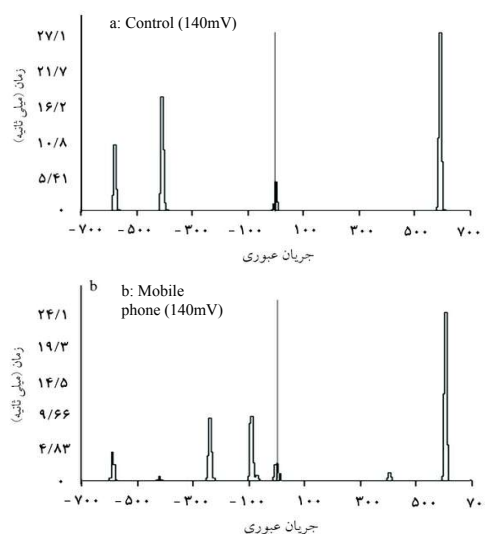 a: Control (140mV)
۲۷/۱
۲۱/۷
۱۶/۲
۱۰/۸
۵/۴۱
۰
زمان (میلی ثانیه)
-۷۰۰ -۵۰۰ -۳۰۰ -۱۰۰ ۱۰۰ ۳۰۰ ۵۰۰ ۷۰۰
جریان عبوری
b
b: Mobile
phone (140mV)
۲۴/۱
۱۹/۳
۱۴/۵
۹/۶۶
۴/۸۳
۰
زمان (میلی ثانیه)
-۷۰۰ -۵۰۰ -۳۰۰ -۱۰۰ ۱۰۰ ۳۰۰ ۵۰۰ ۷۰۰
جریان عبوری